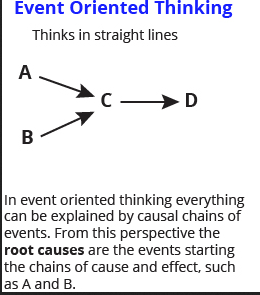 Event Oriented Thinking
Thinks in straight lines
A
C
D
B
In event oriented thinking everything
can be explained by causal chains of
events. From this perspective the
root causes are the events starting
the chains of cause and effect, such
as A and B.